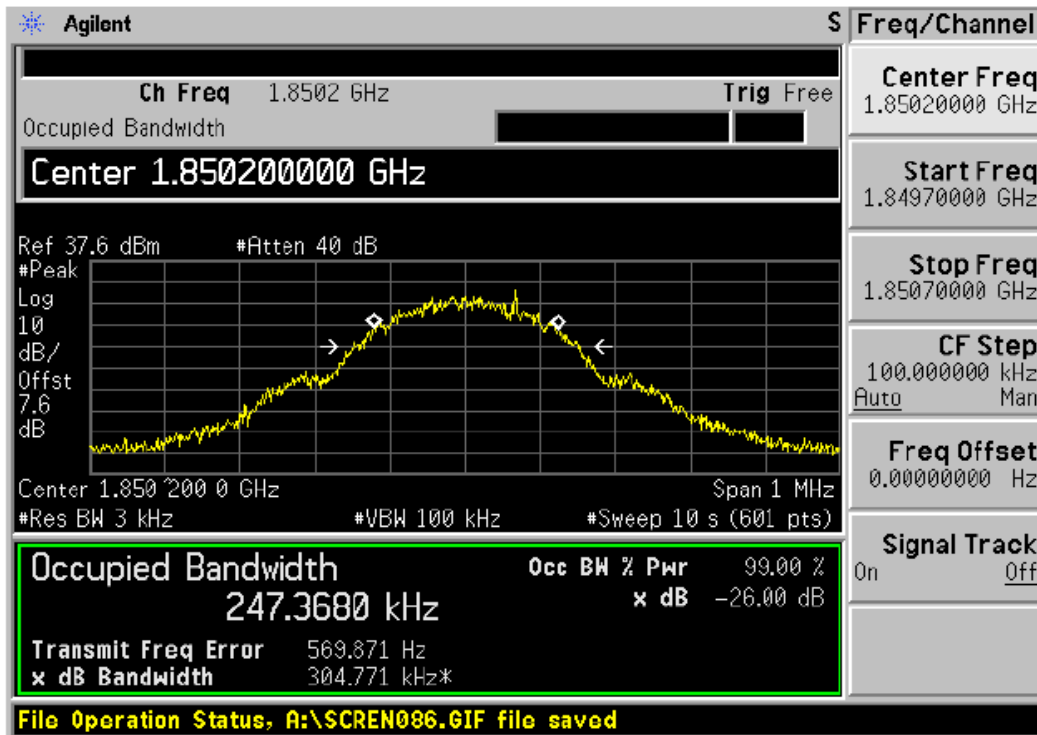 Agilent S Freq/Channel
Ch Freq 1.8502 GHz Trig Free
Occupied Bandwidth
Center 1.850200000 GHz
Ref 37.6 dBm #Atten 40 dB
#Peak
Log
10
dB/
Offst
7.6
dB
Center 1.850 200 0 GHz Span 1 MHz
#Res BW 3 kHz #VBW 100 kHz #Sweep 10 s (601 pts)
Occupied Bandwidth
247.3680 kHz
Occ BW % Pwr 99.00 %
x dB -26.00 dB
Transmit Freq Error 569.871 Hz
x dB Bandwidth 304.771 kHz*
File Operation Status, A:\SCREN086.GIF file saved
Center Freq
1.85020000 GHz
Start Freq
1.84970000 GHz
Stop Freq
1.85070000 GHz
CF Step
100.000000 kHz
Auto Man
Freq Offset
0.00000000 Hz
Signal Track
On Off